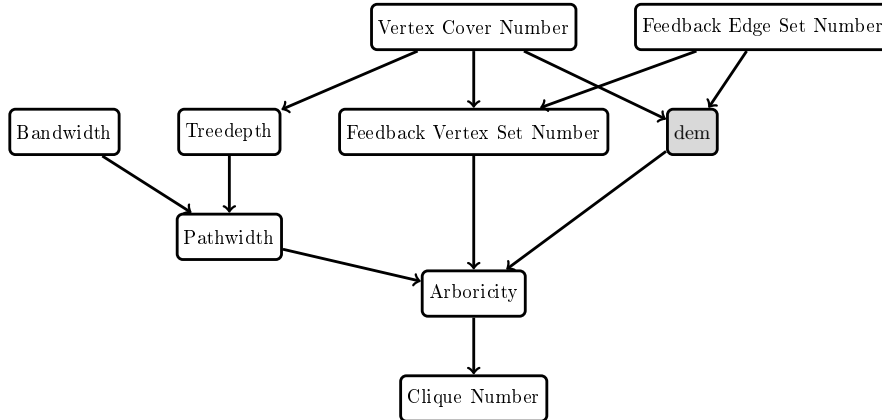 Vertex Cover Number
Feedback Edge Set Number
Bandwidth
Treedepth
Feedback Vertex Set Number
dem
Pathwidth
Arboricity
Clique Number